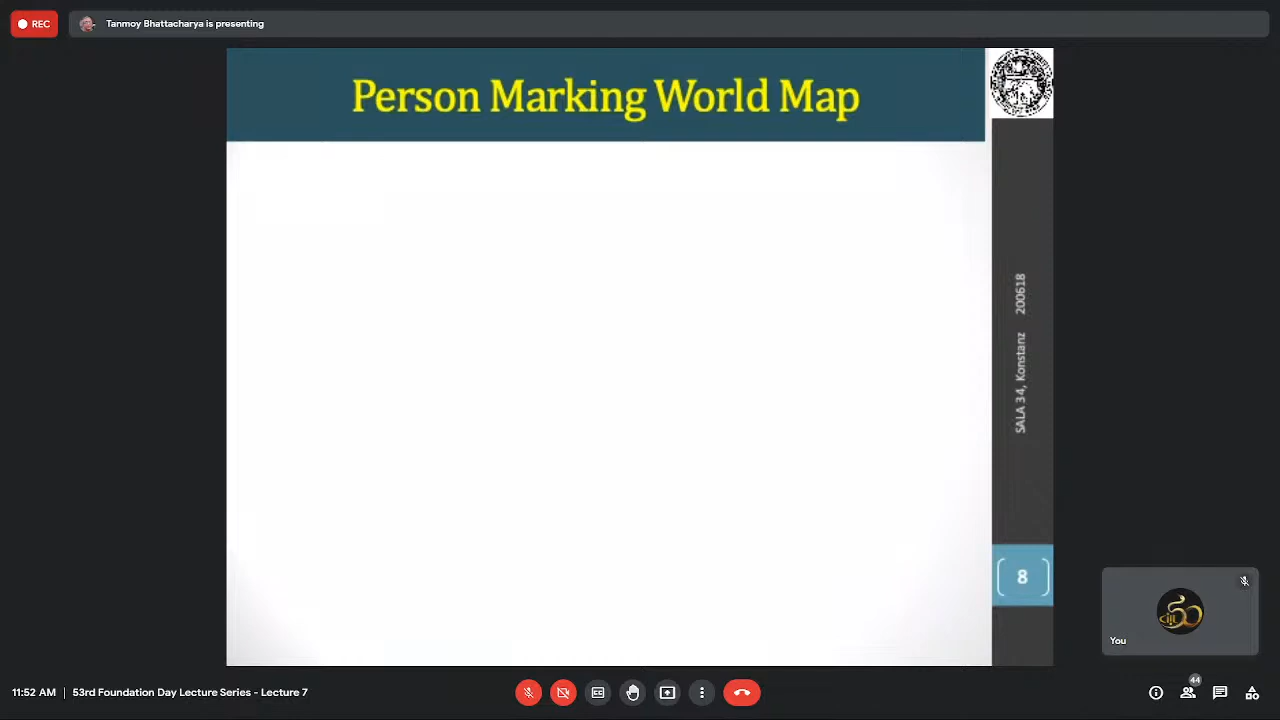 REC
Tanmoy Bhattacharya is presenting
Person Marking World Map
SALA 34, Konstanz 200618
8
You
11:52 AM | 53rd Foundation Day Lecture Series - Lecture 7
44